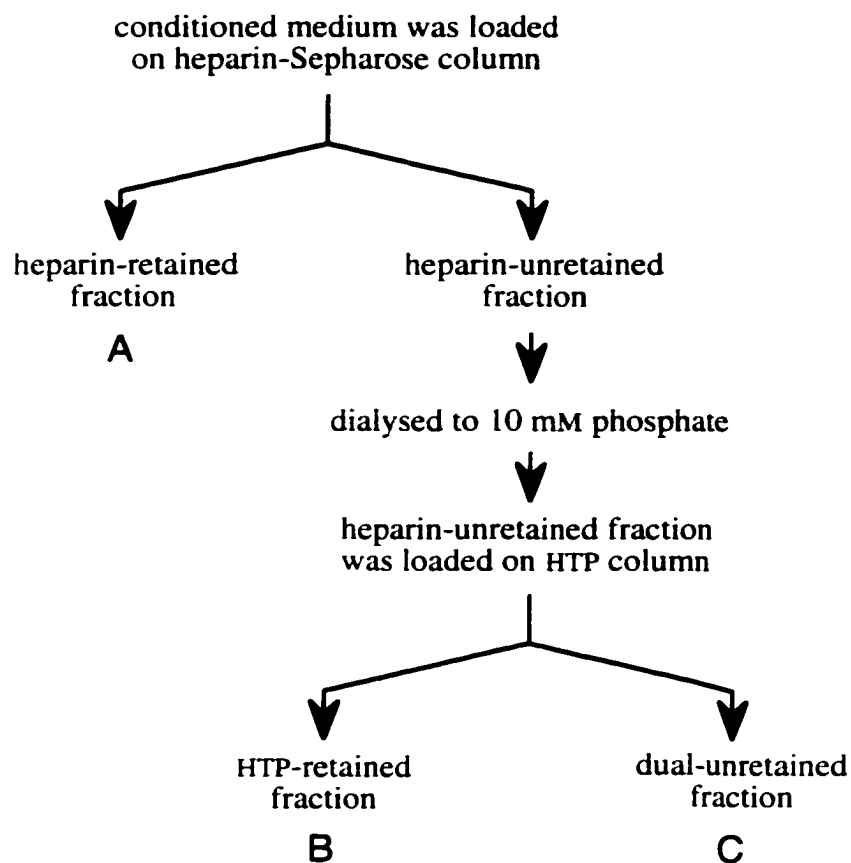 conditioned medium was loaded
on heparin-Sepharose column
heparin-retained
fraction
A
heparin-unretained
fraction
dialysed to 10 mM phosphate
heparin-unretained fraction
was loaded on HTP column
HTP-retained
fraction
B
dual-unretained
fraction
C